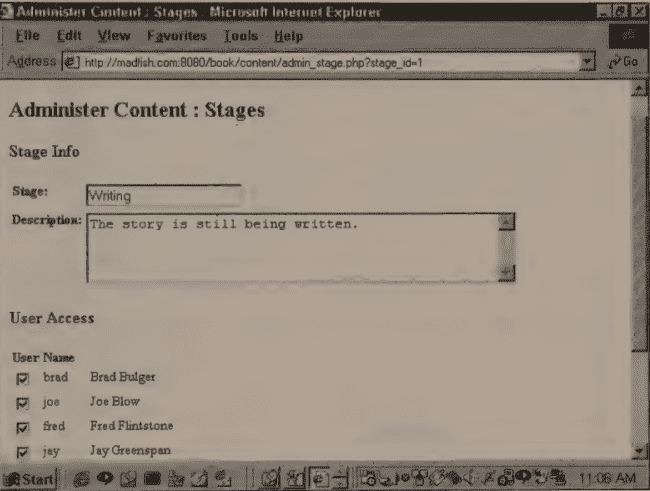 Administer Content : Stages - Microsoft Internet Explorer
File Edit View Favorites Tools Help
Address http://madfish.com:8080/book/content/admin_stage.php?stage_id=1 Go
Administer Content : Stages
Stage Info
Stage: Writing
Description: The story is still being written.
User Access
User Name
brad Brad Bulger
joe Joe Blow
fred Fred Flintstone
jay Jay Greenspan
Start 11:06 AM